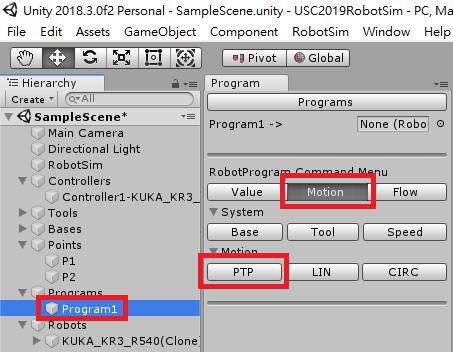 Unity 2018.3.0f2 Personal - SampleScene.unity - USC2019RobotSim - PC, Ma
File Edit Assets GameObject Component RobotSim Window Help
Pivot Global
Hierarchy
Create All
SampleScene*
Main Camera
Directional Light
RobotSim
Controllers
Controller1-KUKA_KR3_
Tools
Bases
Points
P1
P2
Programs
Program1
Robots
KUKA_KR3_R540(Clone)
Program
Programs
Program1 -> None (Robo
RobotProgram Command Menu
Value Motion Flow
System
Base Tool Speed
Motion
PTP LIN CIRC